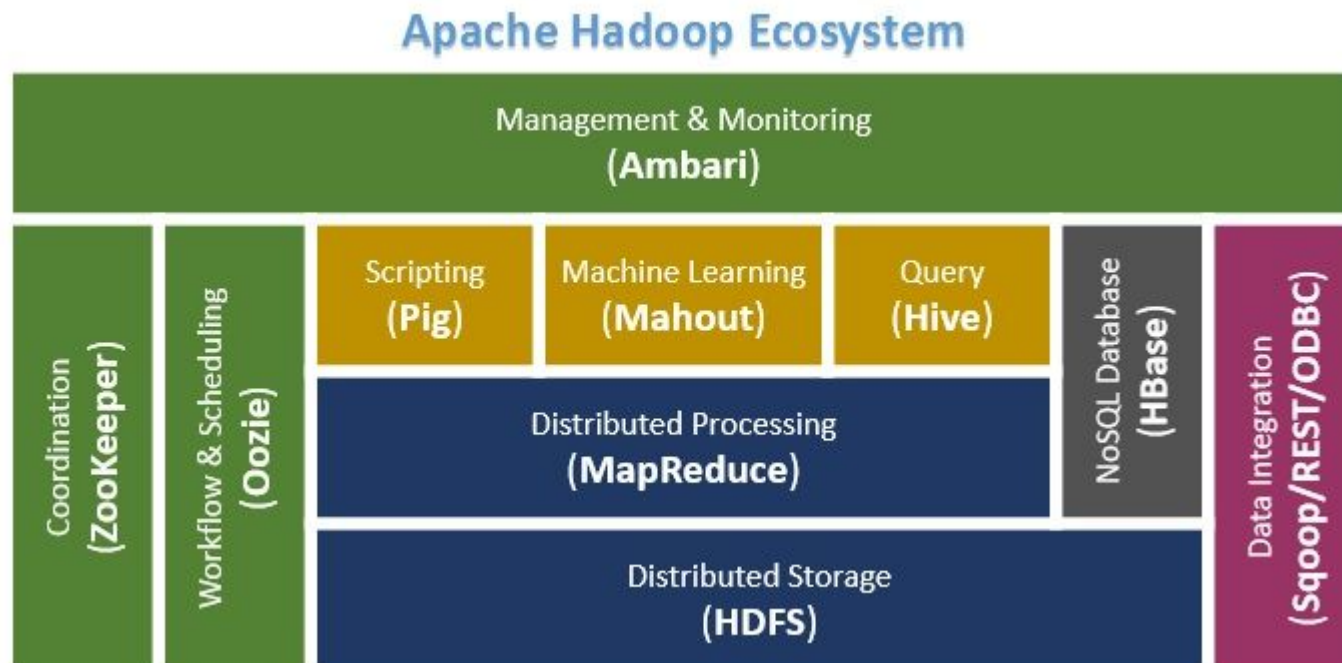 Apache Hadoop Ecosystem
Management & Monitoring
(Ambari)
Coordination
(ZooKeeper)
Workflow & Scheduling
(Oozie)
Scripting
(Pig)
Machine Learning
(Mahout)
Query
(Hive)
Distributed Processing
(MapReduce)
NoSQL Database
(HBase)
Data Integration
(Sqoop/REST/ODBC)
Distributed Storage
(HDFS)